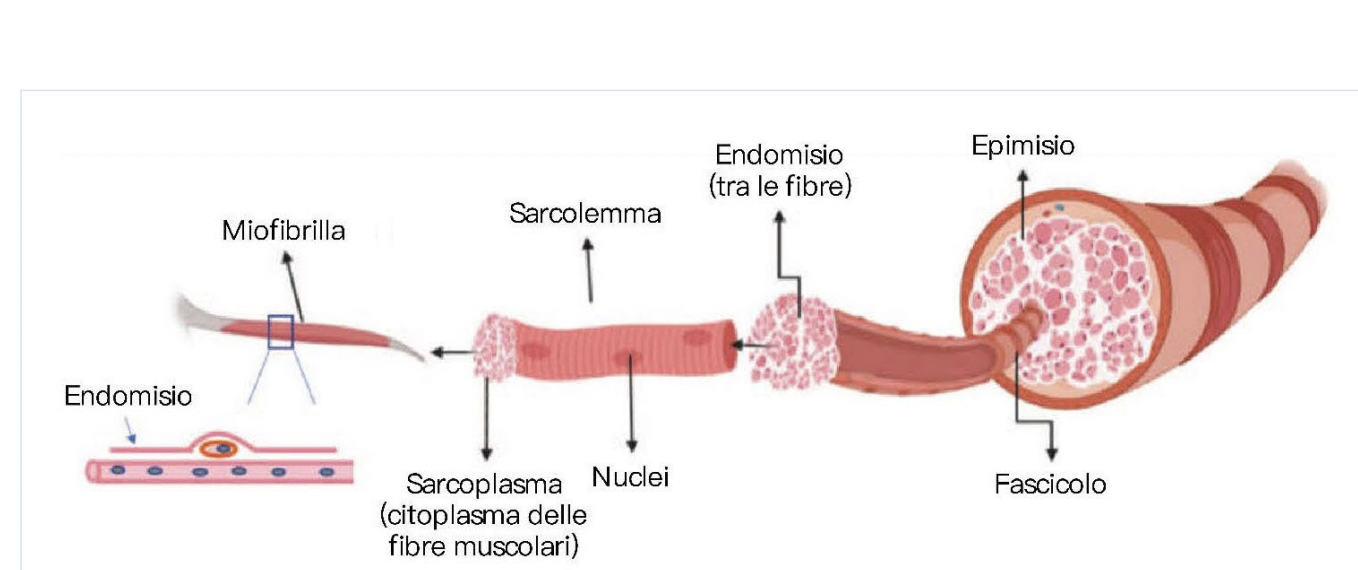 Epimisio
Endomisio
(tra le fibre)
Sarcolemma
Miofibrilla
Endomisio
Sarcoplasma
(citoplasma delle
fibre muscolari)
Nuclei
Fascicolo